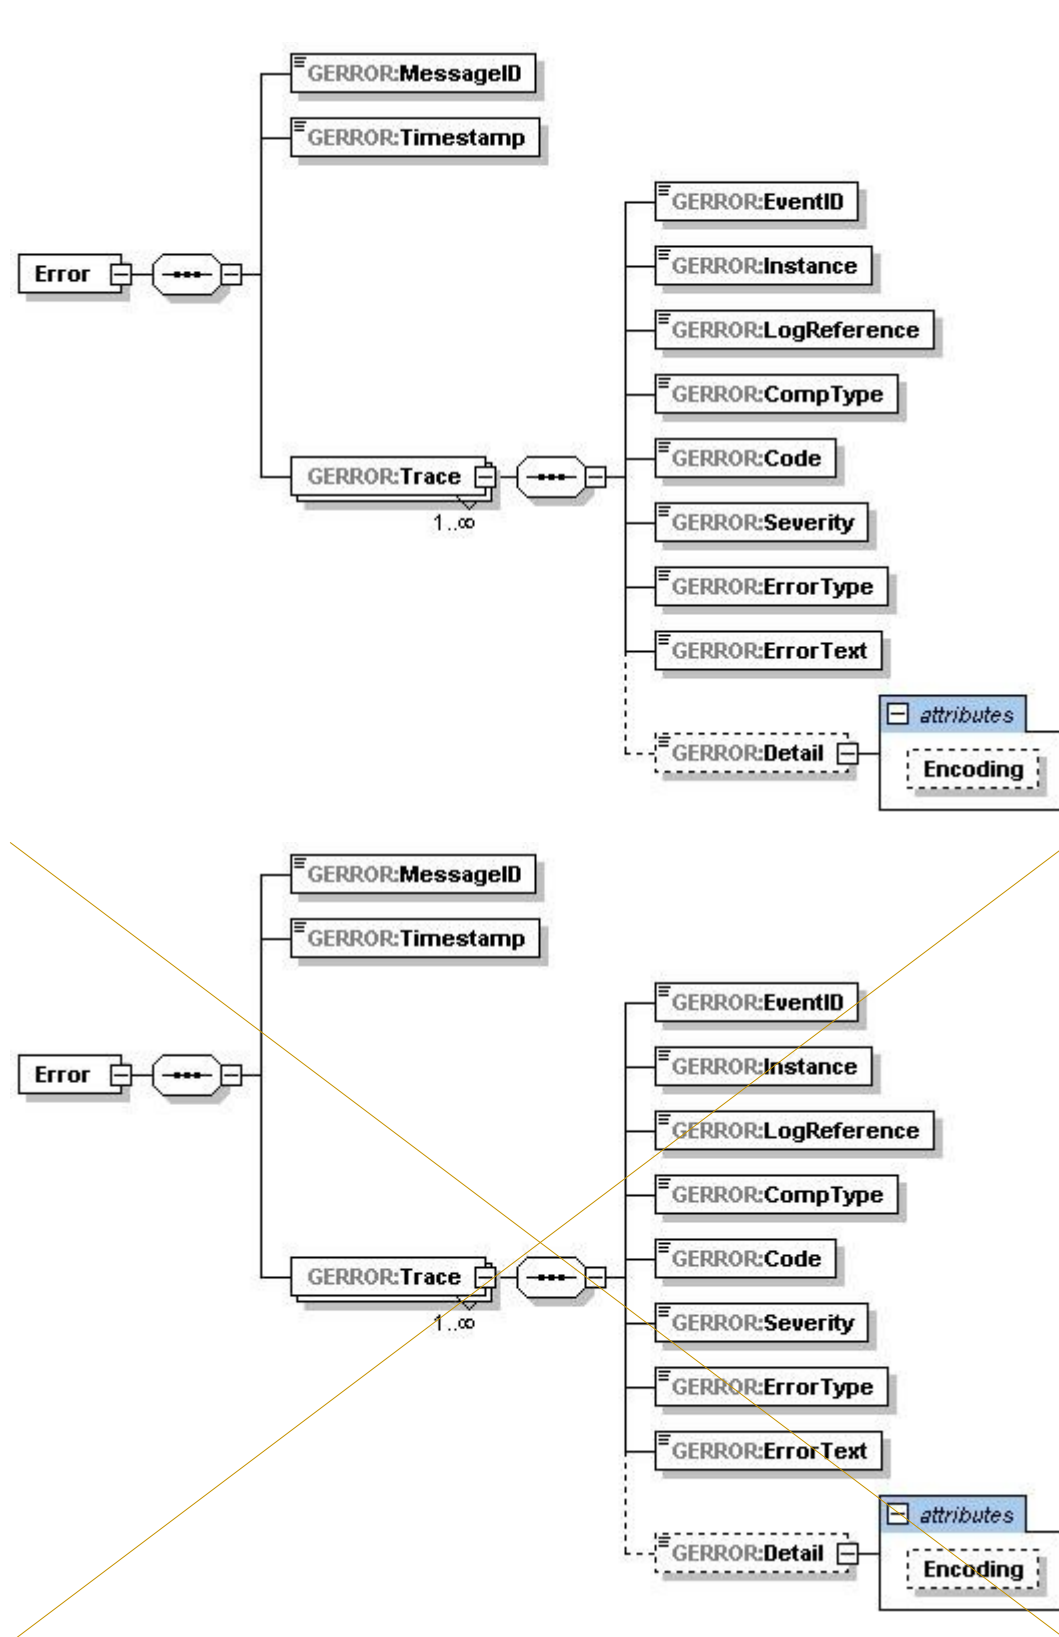 GERROR:MessageID
GERROR:Timestamp
GERROR:EventID
Error
GERROR:Instance
GERROR:LogReference
GERROR:CompType
GERROR:Code
GERROR:Trace
1..∞
GERROR:Severity
GERROR:ErrorType
GERROR:ErrorText
attributes
GERROR:Detail
Encoding
GERROR:MessageID
GERROR:Timestamp
GERROR:EventID
Error
GERROR:Instance
GERROR:LogReference
GERROR:CompType
GERROR:Code
GERROR:Trace
1..∞
GERROR:Severity
GERROR:ErrorType
GERROR:ErrorText
attributes
GERROR:Detail
Encoding